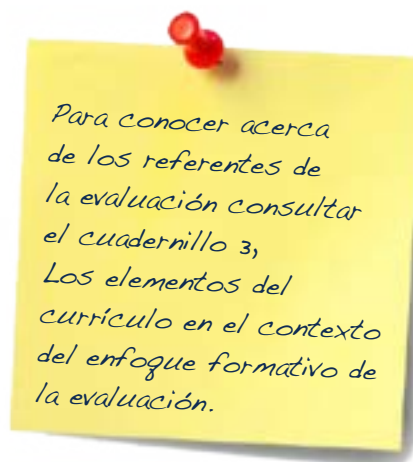 Para conocer acerca
de los referentes de
la evaluación consultar
el cuadernillo 3,
Los elementos del
currículo en el contexto
del enfoque formativo de
la evaluación.